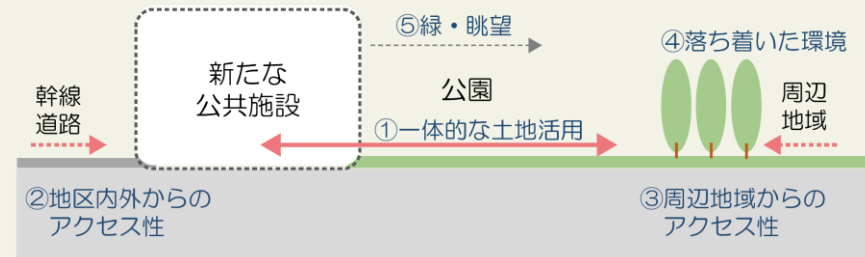 ⑤緑・眺望
④落ち着いた環境
新たな
公共施設
幹線
道路
公園
周辺
地域
①一体的な土地活用
②地区内外からの
アクセス性
③周辺地域からの
アクセス性